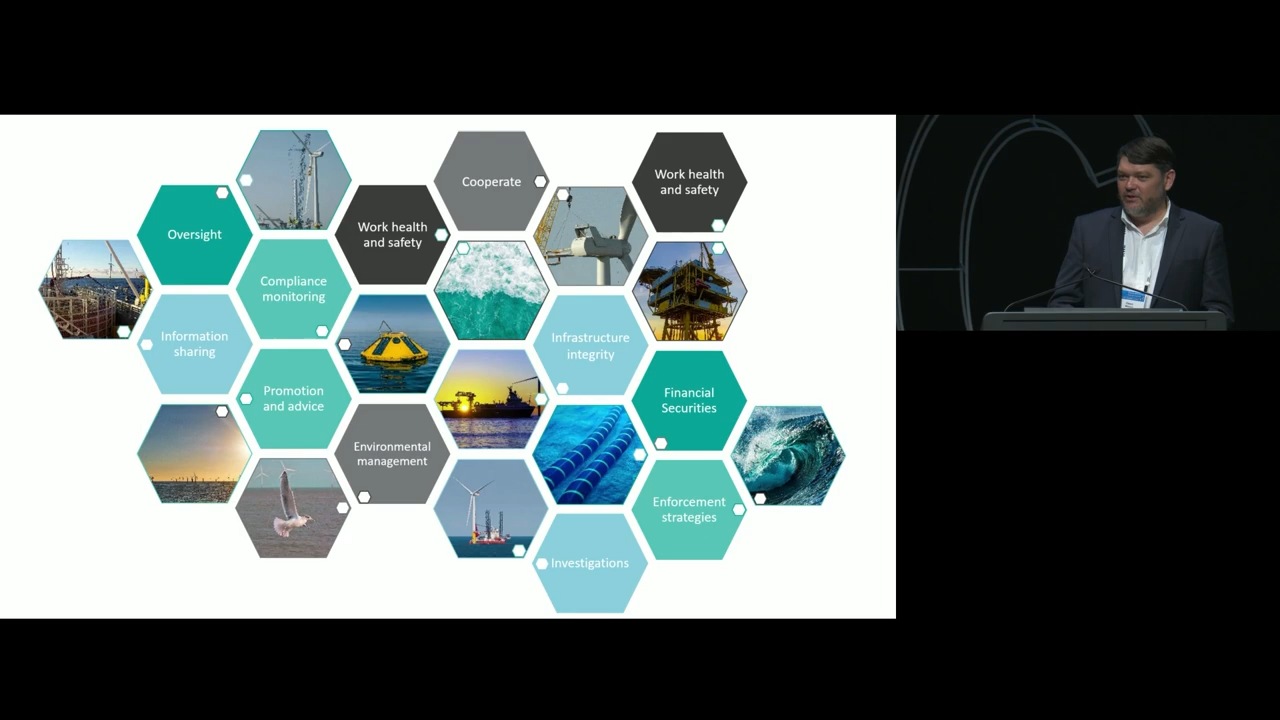 Cooperate
Work health
and safety
Oversight
Work health
and safety
Compliance
monitoring
Information
sharing
Infrastructure
integrity
Promotion
and advice
Financial
Securities
Environmental
management
Enforcement
strategies
Investigations